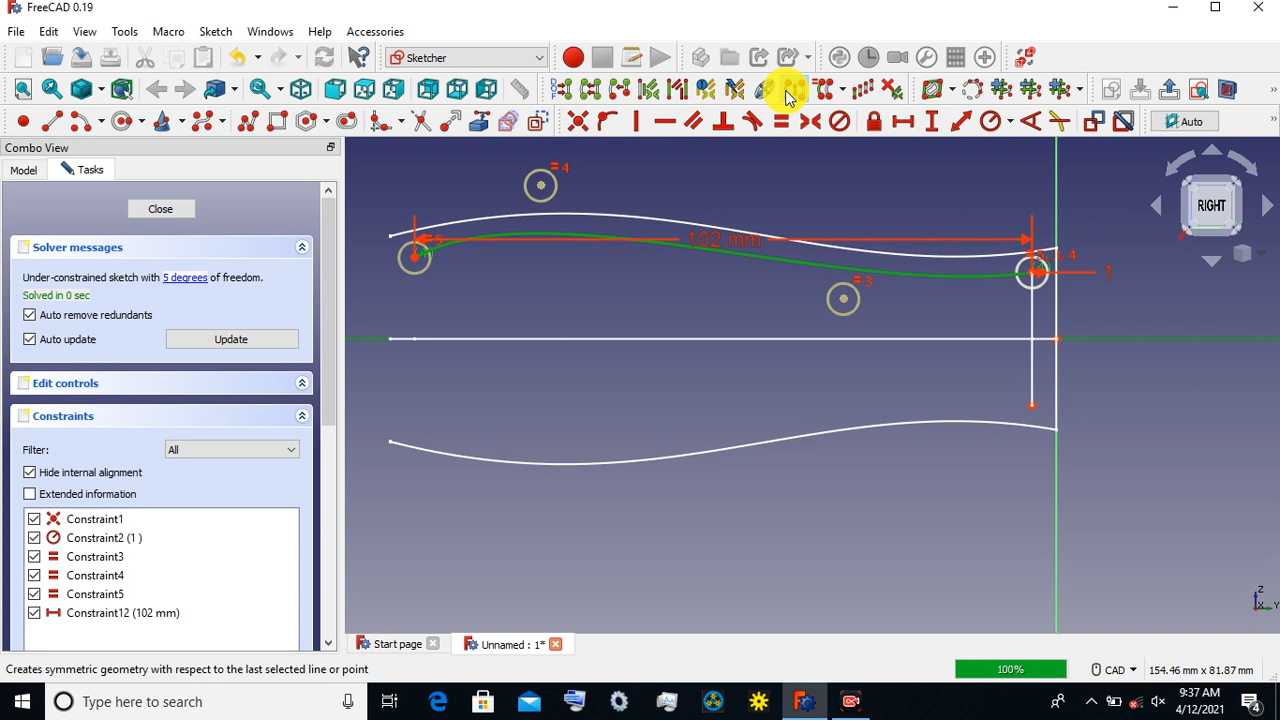 FreeCAD 0.19
File Edit View Tools Macro Sketch Windows Help Accessories
Sketcher
Auto
Combo View
Model Tasks
Close
Solver messages
Under-constrained sketch with 5 degrees of freedom.
Solved in 0 sec
Auto remove redundants
Auto update
Update
Edit controls
Constraints
Filter:
All
Hide internal alignment
Extended information
Constraint1
Constraint2 (1 )
Constraint3
Constraint4
Constraint5
Constraint12 (102 mm)
4
102 mm
3
1
RIGHT
Z
X
Y
Start page
Unnamed : 1*
Creates symmetric geometry with respect to the last selected line or point
100%
CAD
154.46 mm x 81.87 mm
Type here to search
9:37 AM
4/12/2021
4